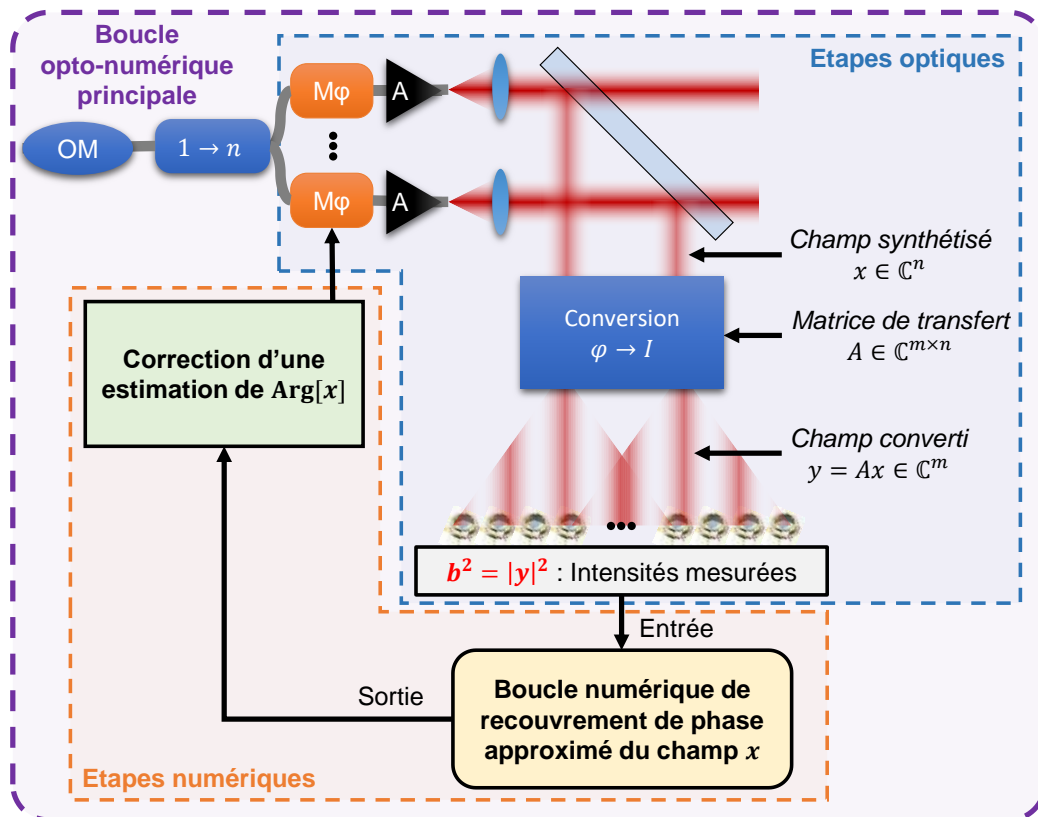 Boucle
opto-numérique
principale
Etapes optiques
OM
1 → n
Mφ
A
Mφ
A
Champ synthétisé
x ∈ ℂⁿ
Conversion
φ → I
Matrice de transfert
A ∈ ℂᵐˣⁿ
Correction d'une
estimation de Arg[x]
Champ converti
y = Ax ∈ ℂᵐ
b² = |y|² : Intensités mesurées
Entrée
Sortie
Boucle numérique de
recouvrement de phase
approximé du champ x
Etapes numériques